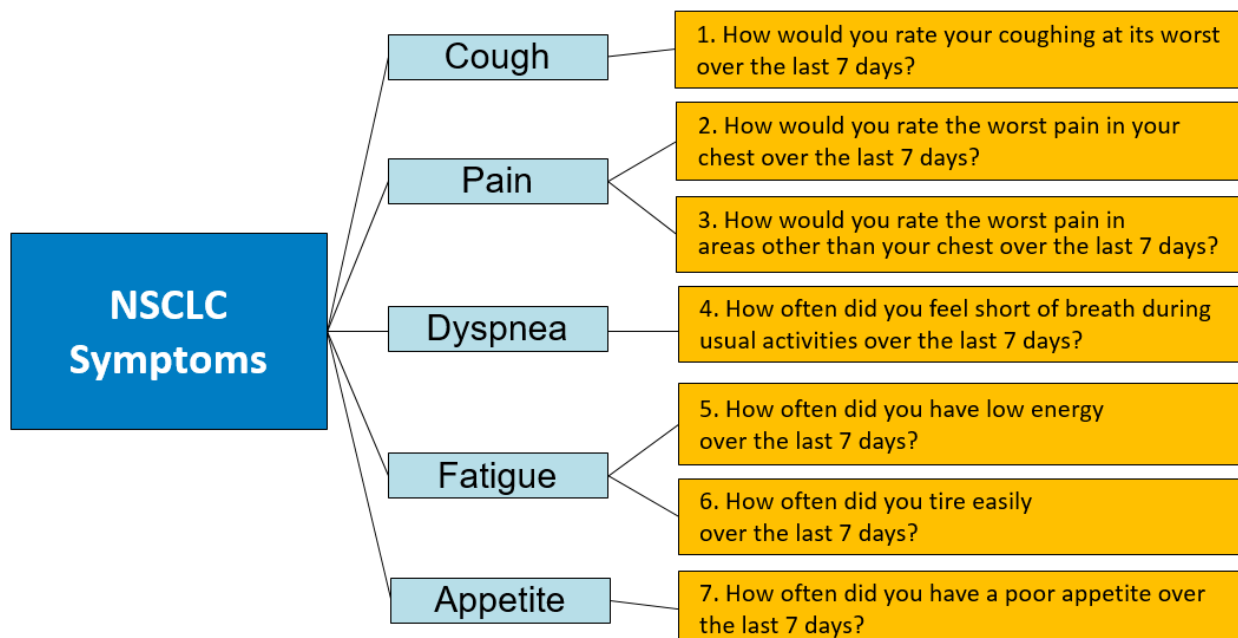 NSCLC
Symptoms
Cough
1. How would you rate your coughing at its worst
over the last 7 days?
Pain
2. How would you rate the worst pain in your
chest over the last 7 days?
3. How would you rate the worst pain in
areas other than your chest over the last 7 days?
Dyspnea
4. How often did you feel short of breath during
usual activities over the last 7 days?
Fatigue
5. How often did you have low energy
over the last 7 days?
6. How often did you tire easily
over the last 7 days?
Appetite
7. How often did you have a poor appetite over
the last 7 days?